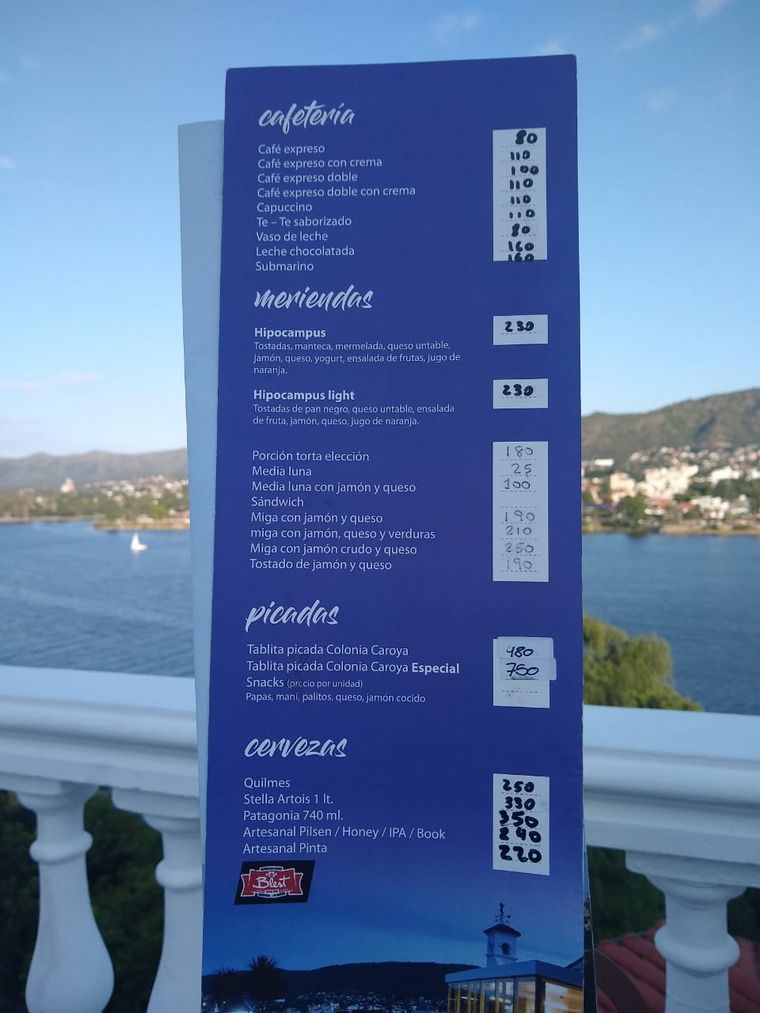 cafetería
Café expreso 80
Café expreso con crema 110
Café expreso doble 100
Café expreso doble con crema 110
Capuccino 110
Te – Te saborizado 110
Vaso de leche 80
Leche chocolatada 160
Submarino 160
meriendas
Hipocampus 230
Tostadas, manteca, mermelada, queso untable,
jamón, queso, yogurt, ensalada de frutas, jugo de
naranja.
Hipocampus light 230
Tostadas de pan negro, queso untable, ensalada
de fruta, jamón, queso, jugo de naranja.
Porción torta elección 180
Media luna 25
Media luna con jamón y queso 100
Sándwich
Miga con jamón y queso 190
miga con jamón, queso y verduras 210
Miga con jamón crudo y queso 250
Tostado de jamón y queso 190
picadas
Tablita picada Colonia Caroya 480
Tablita picada Colonia Caroya Especial 750
Snacks (precio por unidad)
Papas, maní, palitos, queso, jamón cocido
cervezas
Quilmes 250
Stella Artois 1 lt. 330
Patagonia 740 ml. 350
Artesanal Pilsen / Honey / IPA / Book 240
Artesanal Pinta 220
Blest